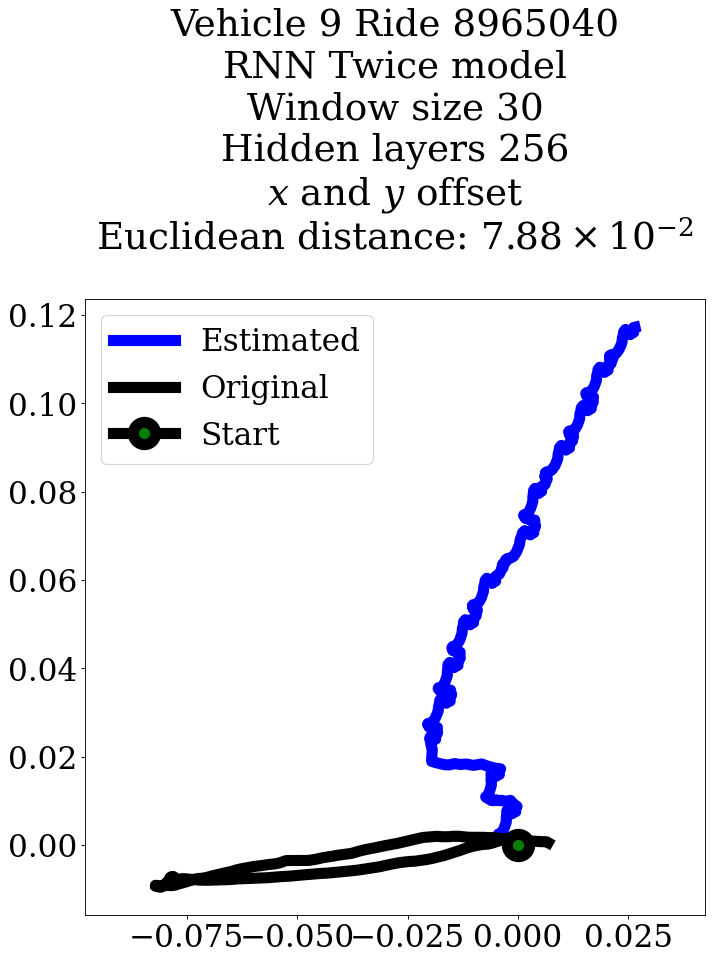 Vehicle 9 Ride 8965040
RNN Twice model
Window size 30
Hidden layers 256
x and y offset
Euclidean distance: 7.88 × 10⁻²
Estimated
Original
Start
0.12
0.10
0.08
0.06
0.04
0.02
0.00
−0.075 −0.050 −0.025 0.000 0.025